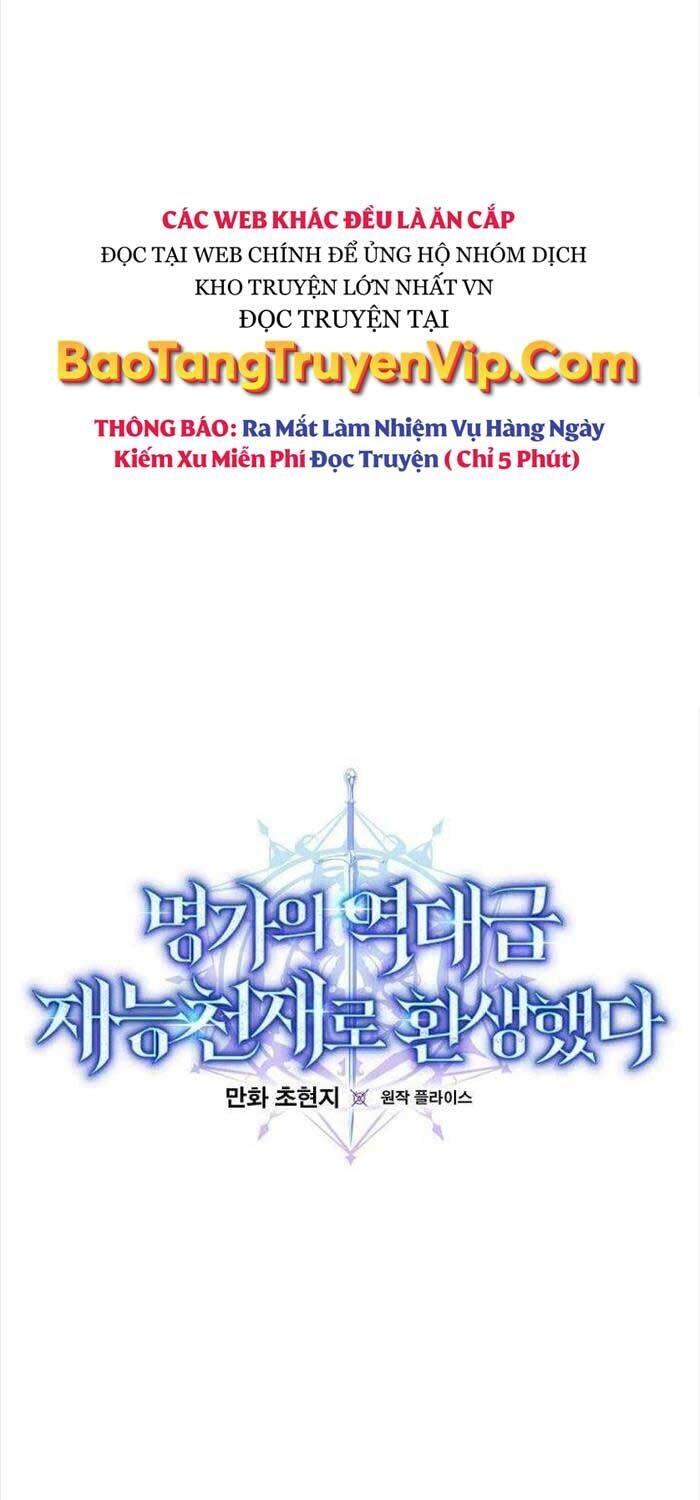 CÁC WEB KHÁC ĐỀU LÀ ĂN CẮP
ĐỌC TẠI WEB CHÍNH ĐỂ ỦNG HỘ NHÓM DỊCH
KHO TRUYỆN LỚN NHẤT VN
ĐỌC TRUYỆN TẠI
BaoTangTruyenVip.Com
THÔNG BÁO: Ra Mắt Làm Nhiệm Vụ Hàng Ngày
Kiếm Xu Miễn Phí Đọc Truyện ( Chỉ 5 Phút)
명가의 역대급
재능천재로 환생했다
만화 초현지 원작 플라이스